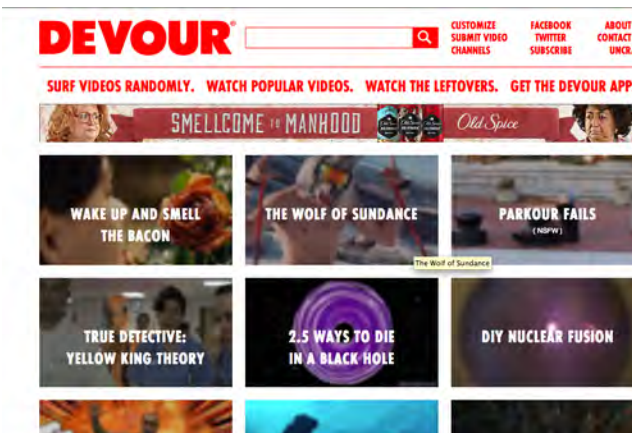 DEVOUR®
CUSTOMIZE
SUBMIT VIDEO
CHANNELS
FACEBOOK
TWITTER
SUBSCRIBE
ABOUT
CONTACT
UNCR
SURF VIDEOS RANDOMLY. WATCH POPULAR VIDEOS. WATCH THE LEFTOVERS. GET THE DEVOUR APP
SMELLCOME TO MANHOOD Old Spice
WAKE UP AND SMELL
THE BACON
THE WOLF OF SUNDANCE
PARKOUR FAILS
(NSFW)
The Wolf of Sundance
TRUE DETECTIVE:
YELLOW KING THEORY
2.5 WAYS TO DIE
IN A BLACK HOLE
DIY NUCLEAR FUSION